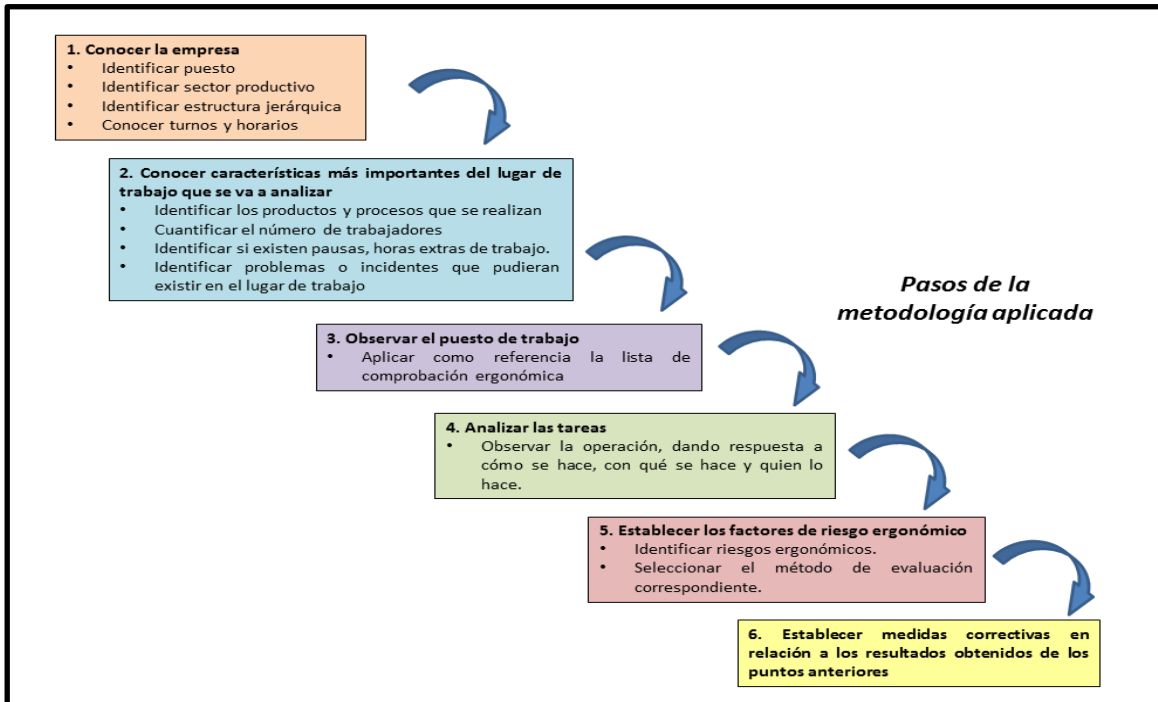 1. Conocer la empresa
• Identificar puesto
• Identificar sector productivo
• Identificar estructura jerárquica
• Conocer turnos y horarios
2. Conocer características más importantes del lugar de
trabajo que se va a analizar
• Identificar los productos y procesos que se realizan
• Cuantificar el número de trabajadores
• Identificar si existen pausas, horas extras de trabajo.
• Identificar problemas o incidentes que pudieran
existir en el lugar de trabajo
Pasos de la
metodología aplicada
3. Observar el puesto de trabajo
• Aplicar como referencia la lista de
comprobación ergonómica
4. Analizar las tareas
• Observar la operación, dando respuesta a
cómo se hace, con qué se hace y quien lo
hace.
5. Establecer los factores de riesgo ergonómico
• Identificar riesgos ergonómicos.
• Seleccionar el método de evaluación
correspondiente.
6. Establecer medidas correctivas en
relación a los resultados obtenidos de los
puntos anteriores